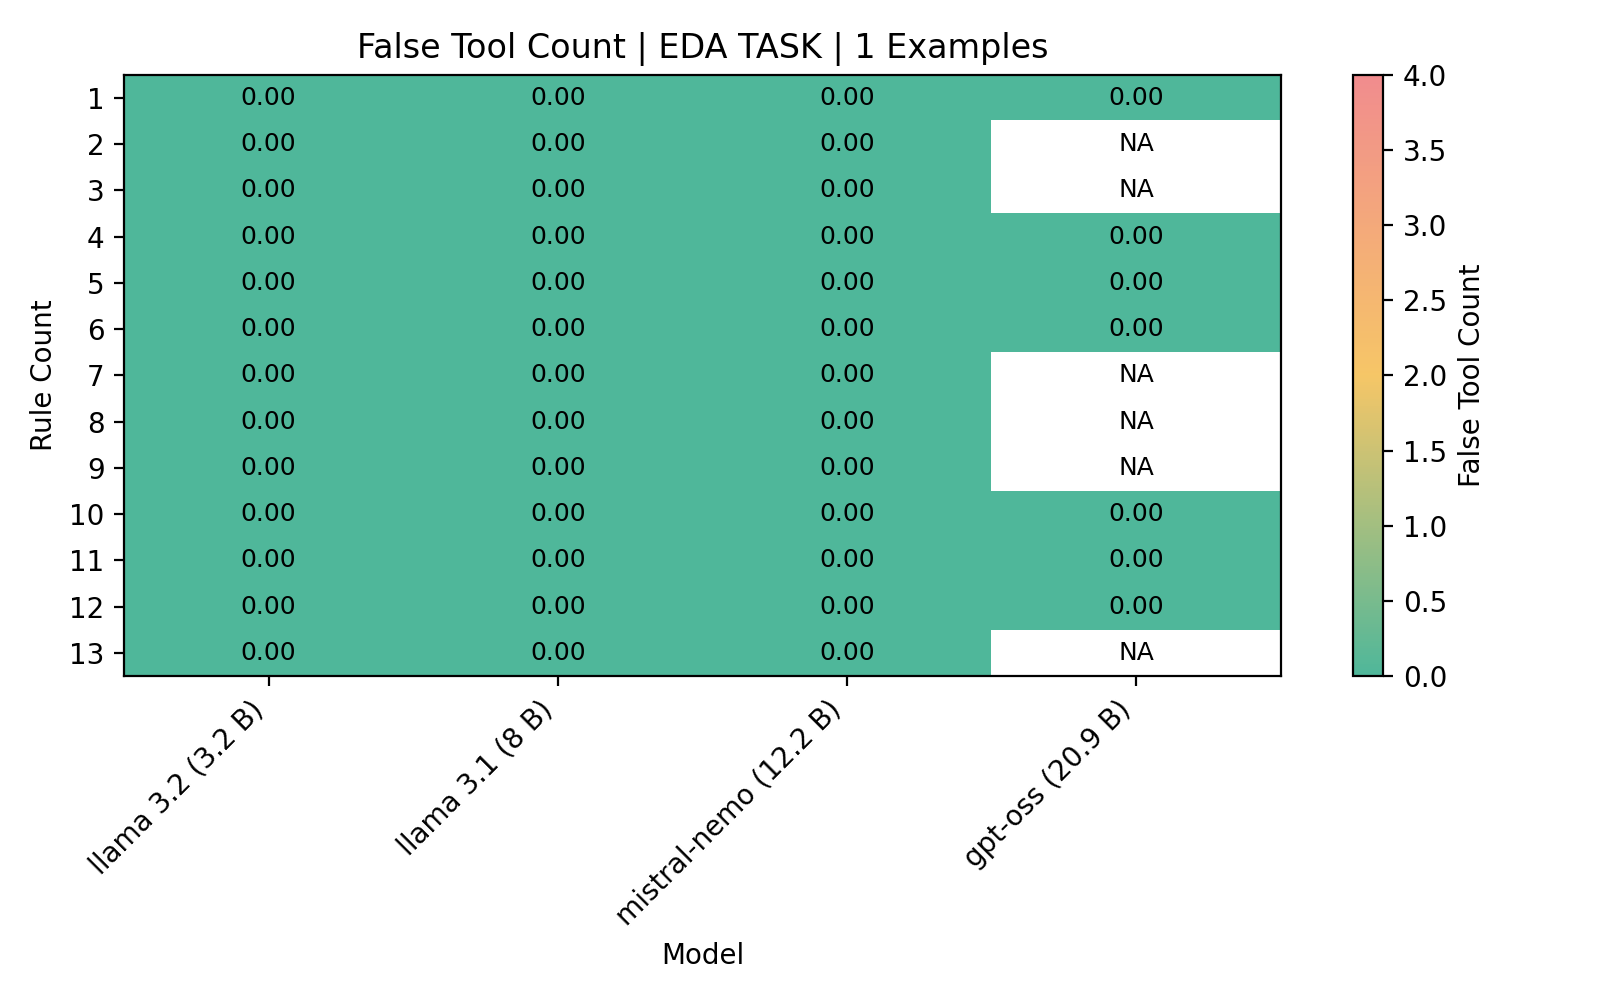 False Tool Count | EDA TASK | 1 Examples
1 0.00 0.00 0.00 0.00
2 0.00 0.00 0.00 NA
3 0.00 0.00 0.00 NA
4 0.00 0.00 0.00 0.00
5 0.00 0.00 0.00 0.00
6 0.00 0.00 0.00 0.00
7 0.00 0.00 0.00 NA
8 0.00 0.00 0.00 NA
9 0.00 0.00 0.00 NA
10 0.00 0.00 0.00 0.00
11 0.00 0.00 0.00 0.00
12 0.00 0.00 0.00 0.00
13 0.00 0.00 0.00 NA
Rule Count
llama 3.2 (3.2 B)
llama 3.1 (8 B)
mistral-nemo (12.2 B)
gpt-oss (20.9 B)
Model
4.0
3.5
3.0
2.5
2.0
1.5
1.0
0.5
0.0
False Tool Count